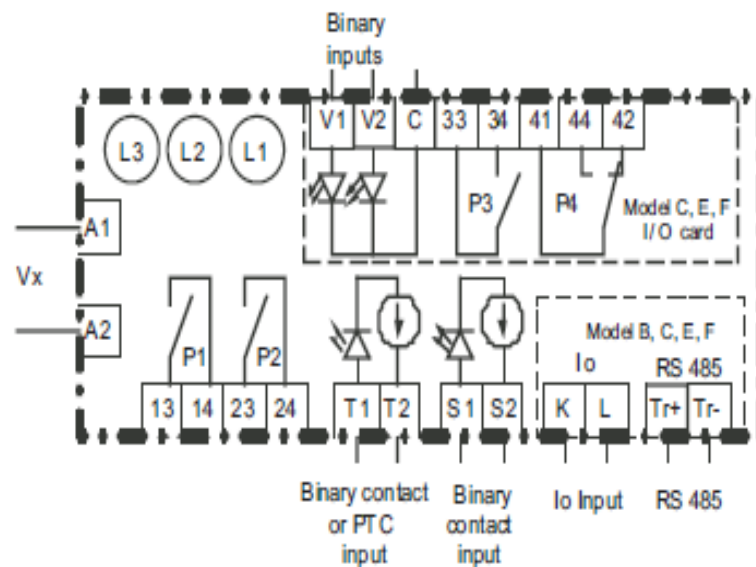 Binary
inputs
V1 V2 C 33 34 41 44 42
L3 L2 L1
P3 P4 Model C, E, F
I/O card
A1
Vx
A2
P1 P2
Model B, C, E, F
Io RS 485
13 14 23 24 T1 T2 S1 S2 K L Tr+ Tr-
Binary contact
or PTC
input
Binary
contact
input
Io Input
RS 485